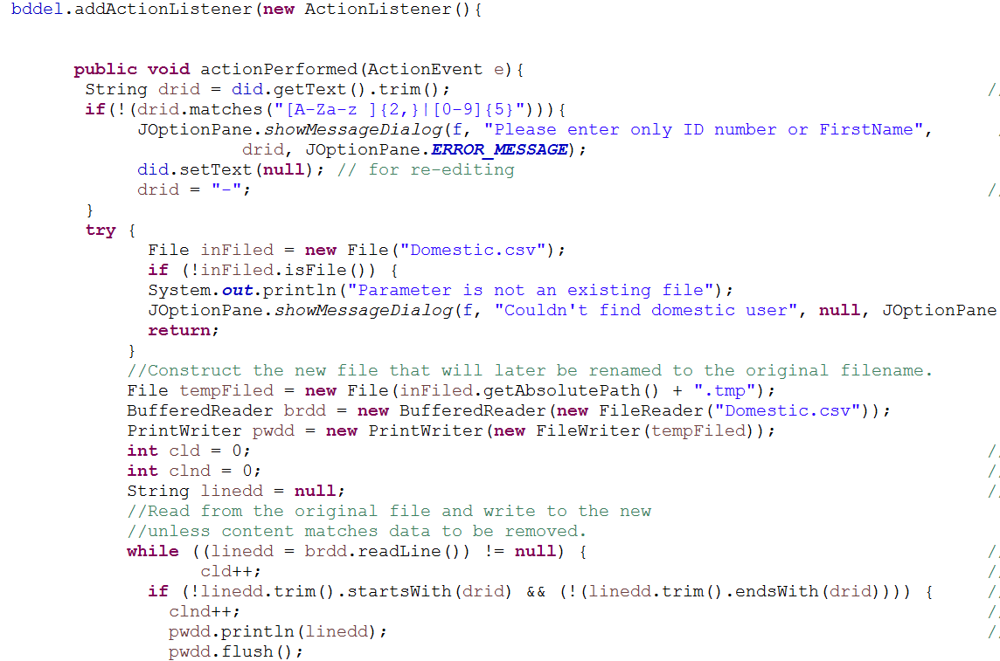 bddel.addActionListener(new ActionListener(){
public void actionPerformed(ActionEvent e){
String drid = did.getText().trim(); /
if(!(drid.matches("[A-Za-z ]{2,}|[0-9]{5}"))){
JOptionPane.showMessageDialog(f, "Please enter only ID number or FirstName",
drid, JOptionPane.ERROR_MESSAGE);
did.setText(null); // for re-editing
drid = "-"; /
}
try {
File inFiled = new File("Domestic.csv");
if (!inFiled.isFile()) {
System.out.println("Parameter is not an existing file");
JOptionPane.showMessageDialog(f, "Couldn't find domestic user", null, JOptionPane
return;
}
//Construct the new file that will later be renamed to the original filename.
File tempFiled = new File(inFiled.getAbsolutePath() + ".tmp");
BufferedReader brdd = new BufferedReader(new FileReader("Domestic.csv"));
PrintWriter pwdd = new PrintWriter(new FileWriter(tempFiled));
int cld = 0; /
int clnd = 0; /
String linedd = null; /
//Read from the original file and write to the new
//unless content matches data to be removed.
while ((linedd = brdd.readLine()) != null) { /
cld++; /
if (!linedd.trim().startsWith(drid) && (!(linedd.trim().endsWith(drid)))) { /
clnd++; /
pwdd.println(linedd); /
pwdd.flush();